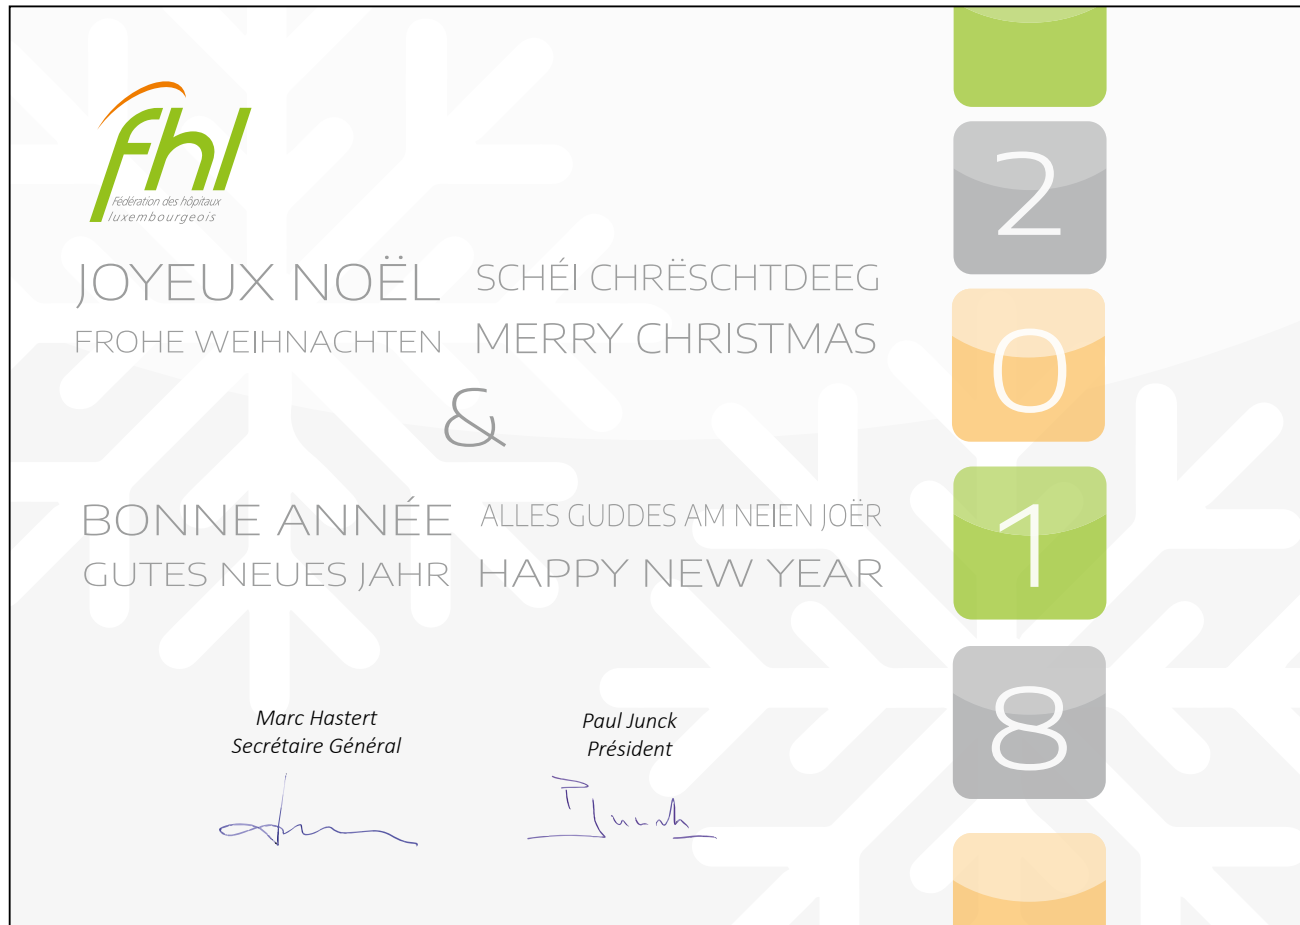 fhl
Fédération des hôpitaux
luxembourgeois
JOYEUX NOËL
FROHE WEIHNACHTEN
SCHÉI CHRËSCHTDEEG
MERRY CHRISTMAS
&
BONNE ANNÉE
GUTES NEUES JAHR
ALLES GUDDES AM NEIEN JOËR
HAPPY NEW YEAR
Marc Hastert
Secrétaire Général
Paul Junck
Président
P Junck
2
0
1
8